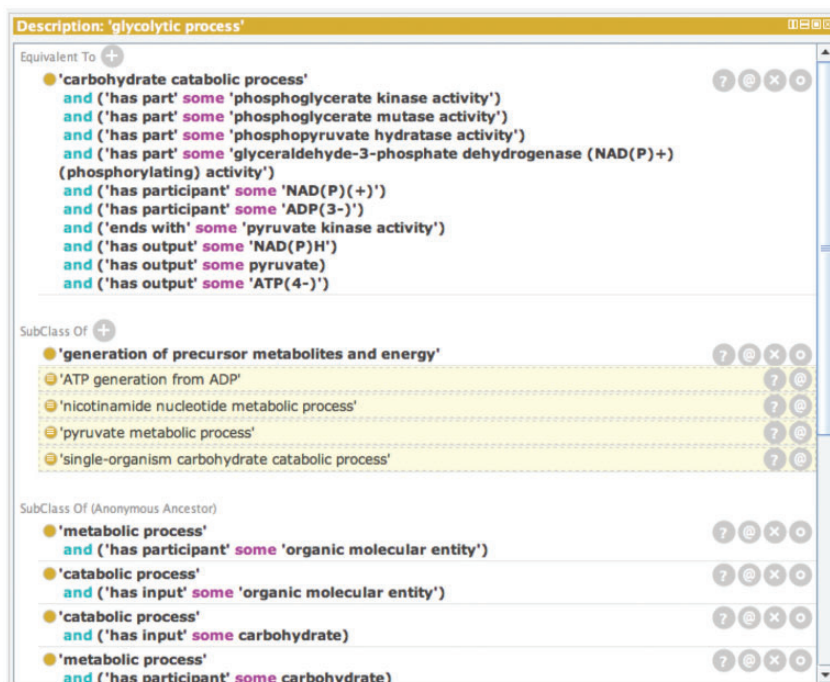 Description: 'glycolytic process'
Equivalent To
'carbohydrate catabolic process'
and ('has part' some 'phosphoglycerate kinase activity')
and ('has part' some 'phosphoglycerate mutase activity')
and ('has part' some 'phosphopyruvate hydratase activity')
and ('has part' some 'glyceraldehyde-3-phosphate dehydrogenase (NAD(P)+)
(phosphorylating) activity')
and ('has participant' some 'NAD(P)(+)')
and ('has participant' some 'ADP(3-)')
and ('ends with' some 'pyruvate kinase activity')
and ('has output' some 'NAD(P)H')
and ('has output' some pyruvate)
and ('has output' some 'ATP(4-)')
SubClass Of
'generation of precursor metabolites and energy'
'ATP generation from ADP'
'nicotinamide nucleotide metabolic process'
'pyruvate metabolic process'
'single-organism carbohydrate catabolic process'
SubClass Of (Anonymous Ancestor)
'metabolic process'
and ('has participant' some 'organic molecular entity')
'catabolic process'
and ('has input' some 'organic molecular entity')
'catabolic process'
and ('has input' some carbohydrate)
'metabolic process'
and ('has participant' some carbohydrate)